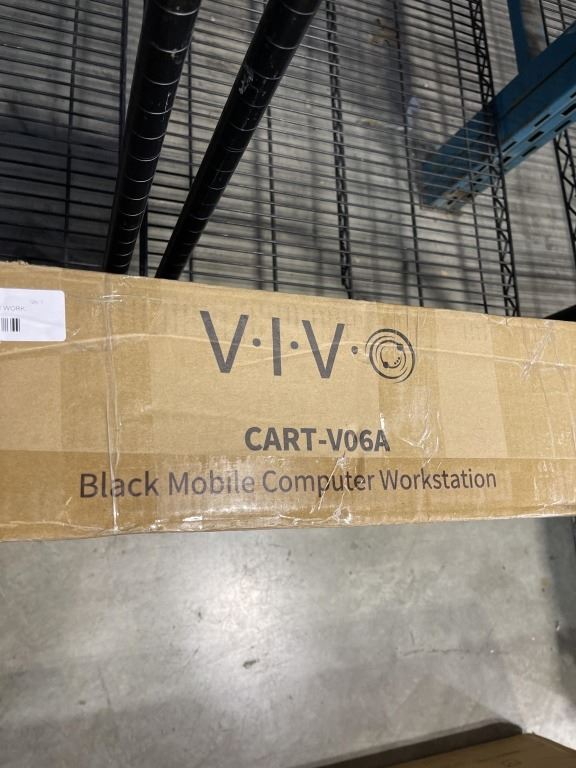 WORK
V·I·V·O
CART-V06A
Black Mobile Computer Workstation